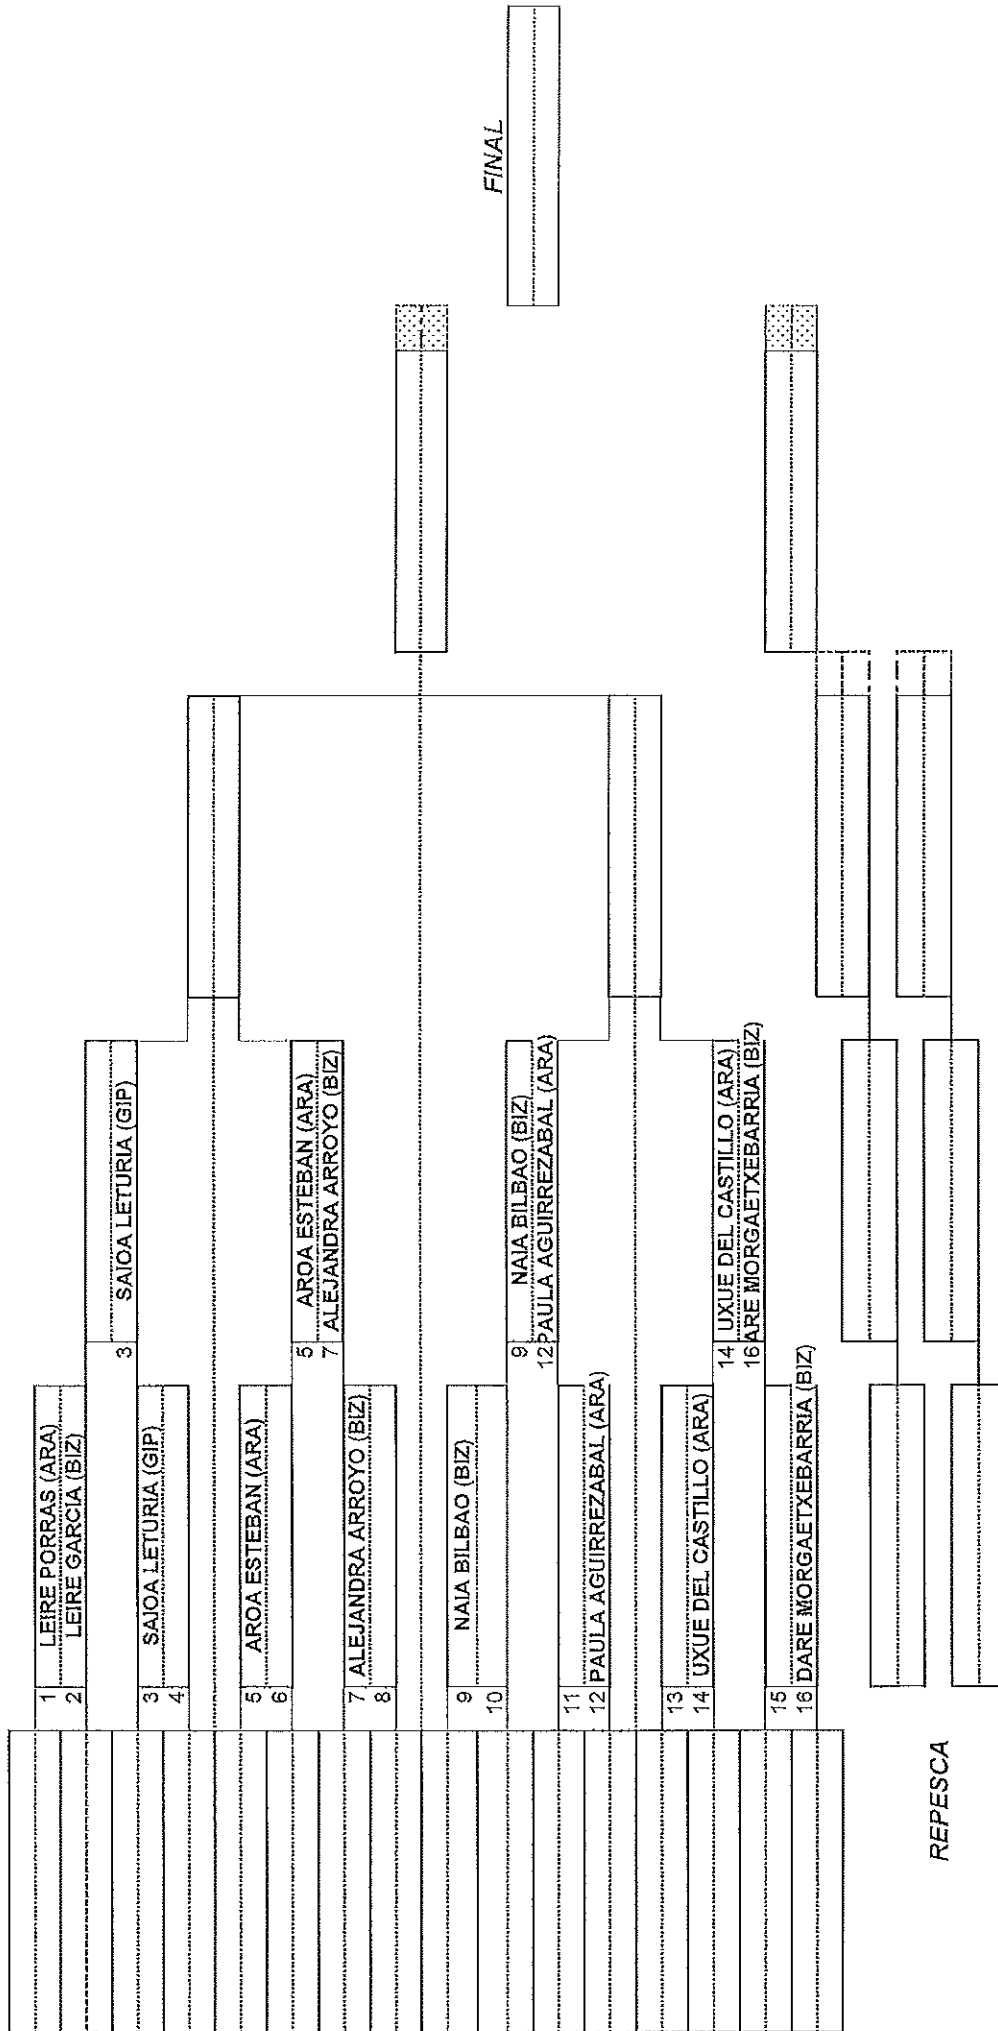 1 LEIRE PORRAS (ARA)
2 LEIRE GARCIA (BIZ)
3 SAIOA LETURIA (GIP)
4
5 AROA ESTEBAN (ARA)
6
7 ALEJANDRA ARROYO (BIZ)
8
9 NAIA BILBAO (BIZ)
10
11
12 PAULA AGUIRREZABAL (ARA)
13
14 UXUE DEL CASTILLO (ARA)
15
16 DARE MORGAETXEBARRIA (BIZ)
3 SAIOA LETURIA (GIP)
5 AROA ESTEBAN (ARA)
7 ALEJANDRA ARROYO (BIZ)
9 NAIA BILBAO (BIZ)
12 PAULA AGUIRREZABAL (ARA)
14 UXUE DEL CASTILLO (ARA)
16 ARE MORGAETXEBARRIA (BIZ)
FINAL
REPESCA